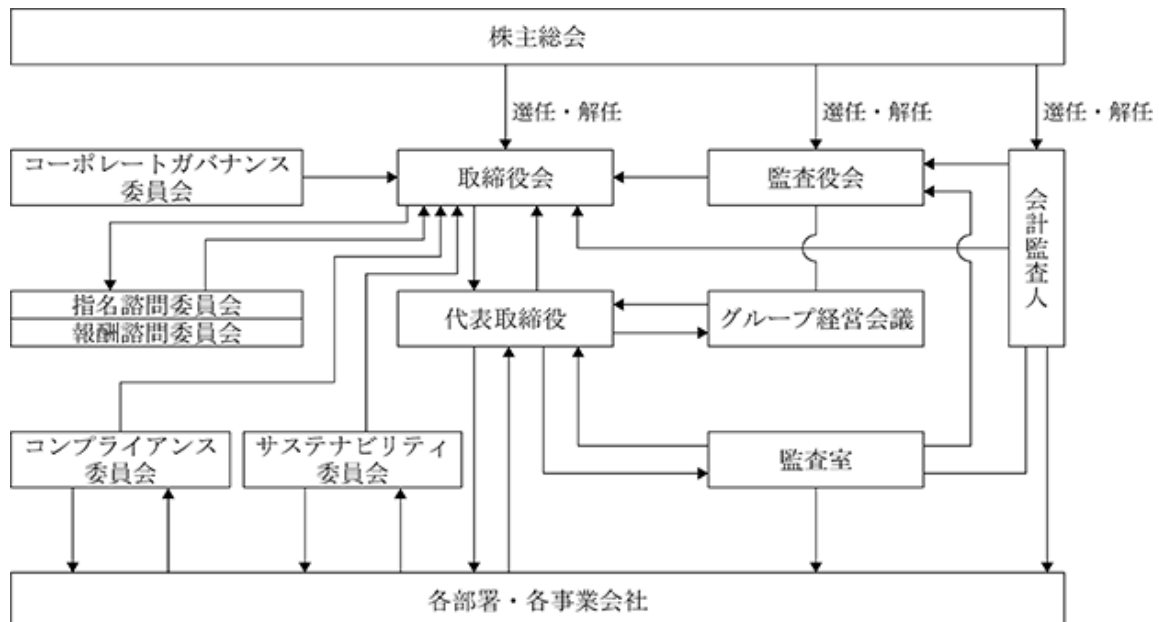 株主総会
選任・解任
選任・解任
選任・解任
コーポレートガバナンス
委員会
取締役会
監査役会
会計監査人
指名諮問委員会
報酬諮問委員会
代表取締役
グループ経営会議
コンプライアンス
委員会
サステナビリティ
委員会
監査室
各部署・各事業会社